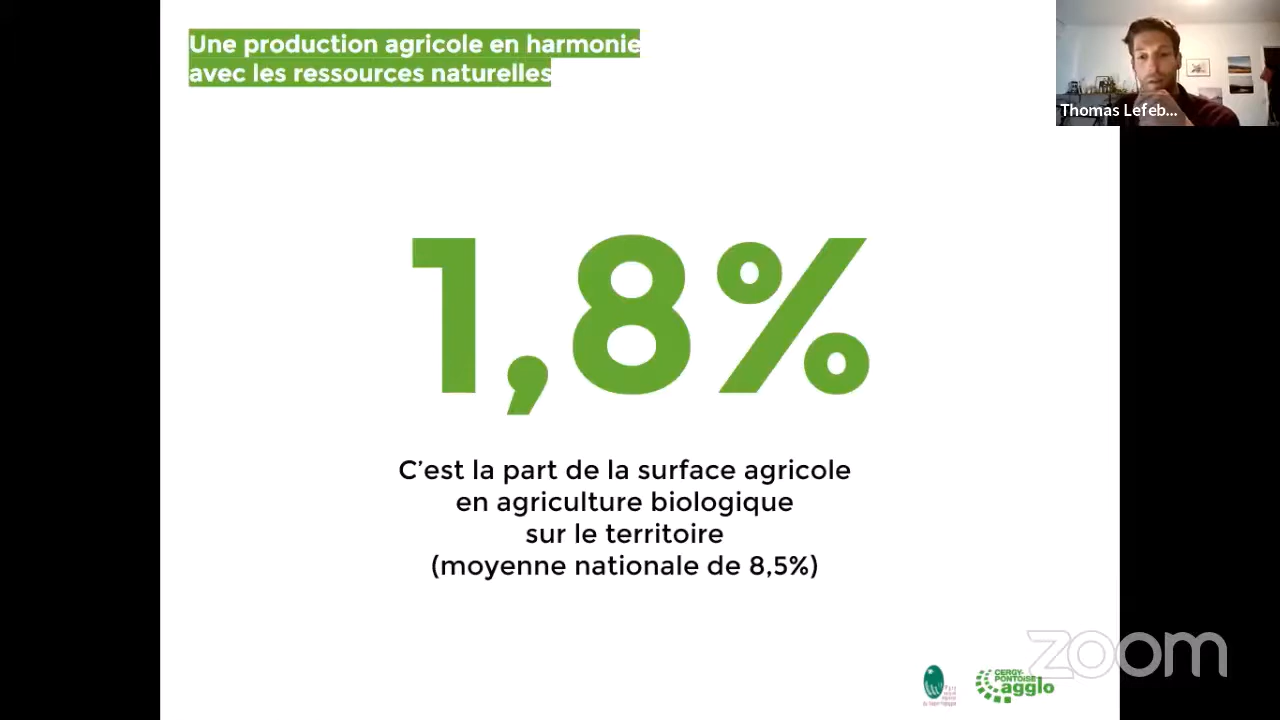 Une production agricole en harmonie
avec les ressources naturelles
Thomas Lefeb...
1,8%
C’est la part de la surface agricole
en agriculture biologique
sur le territoire
(moyenne nationale de 8,5%)
CERGY-
PONTOISE
agglo
zoom